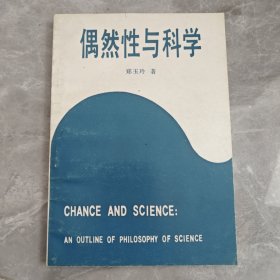 偶然性与科学
郑玉玲 著
CHANCE AND SCIENCE:
AN OUTLINE OF PHILOSOPHY OF SCIENCE